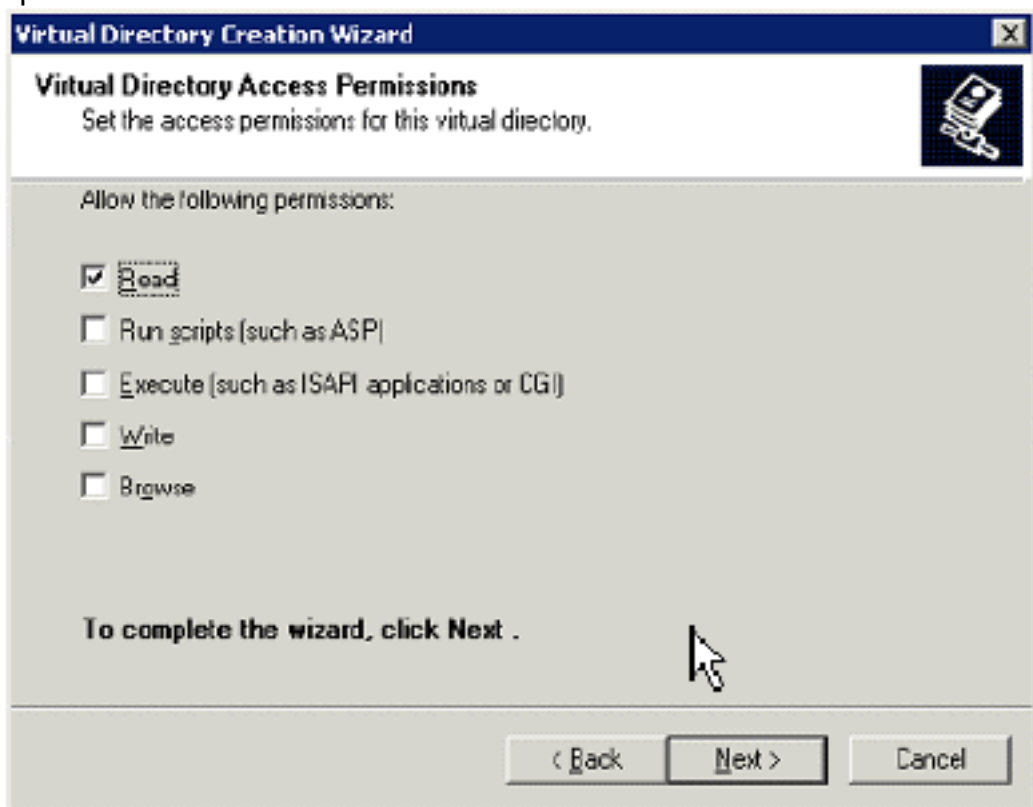 Virtual Directory Creation Wizard
Virtual Directory Access Permissions
Set the access permissions for this virtual directory.
Allow the following permissions:
Read
Run scripts (such as ASP)
Execute (such as ISAPI applications or CGI)
Write
Browse
To complete the wizard, click Next .
< Back Next > Cancel